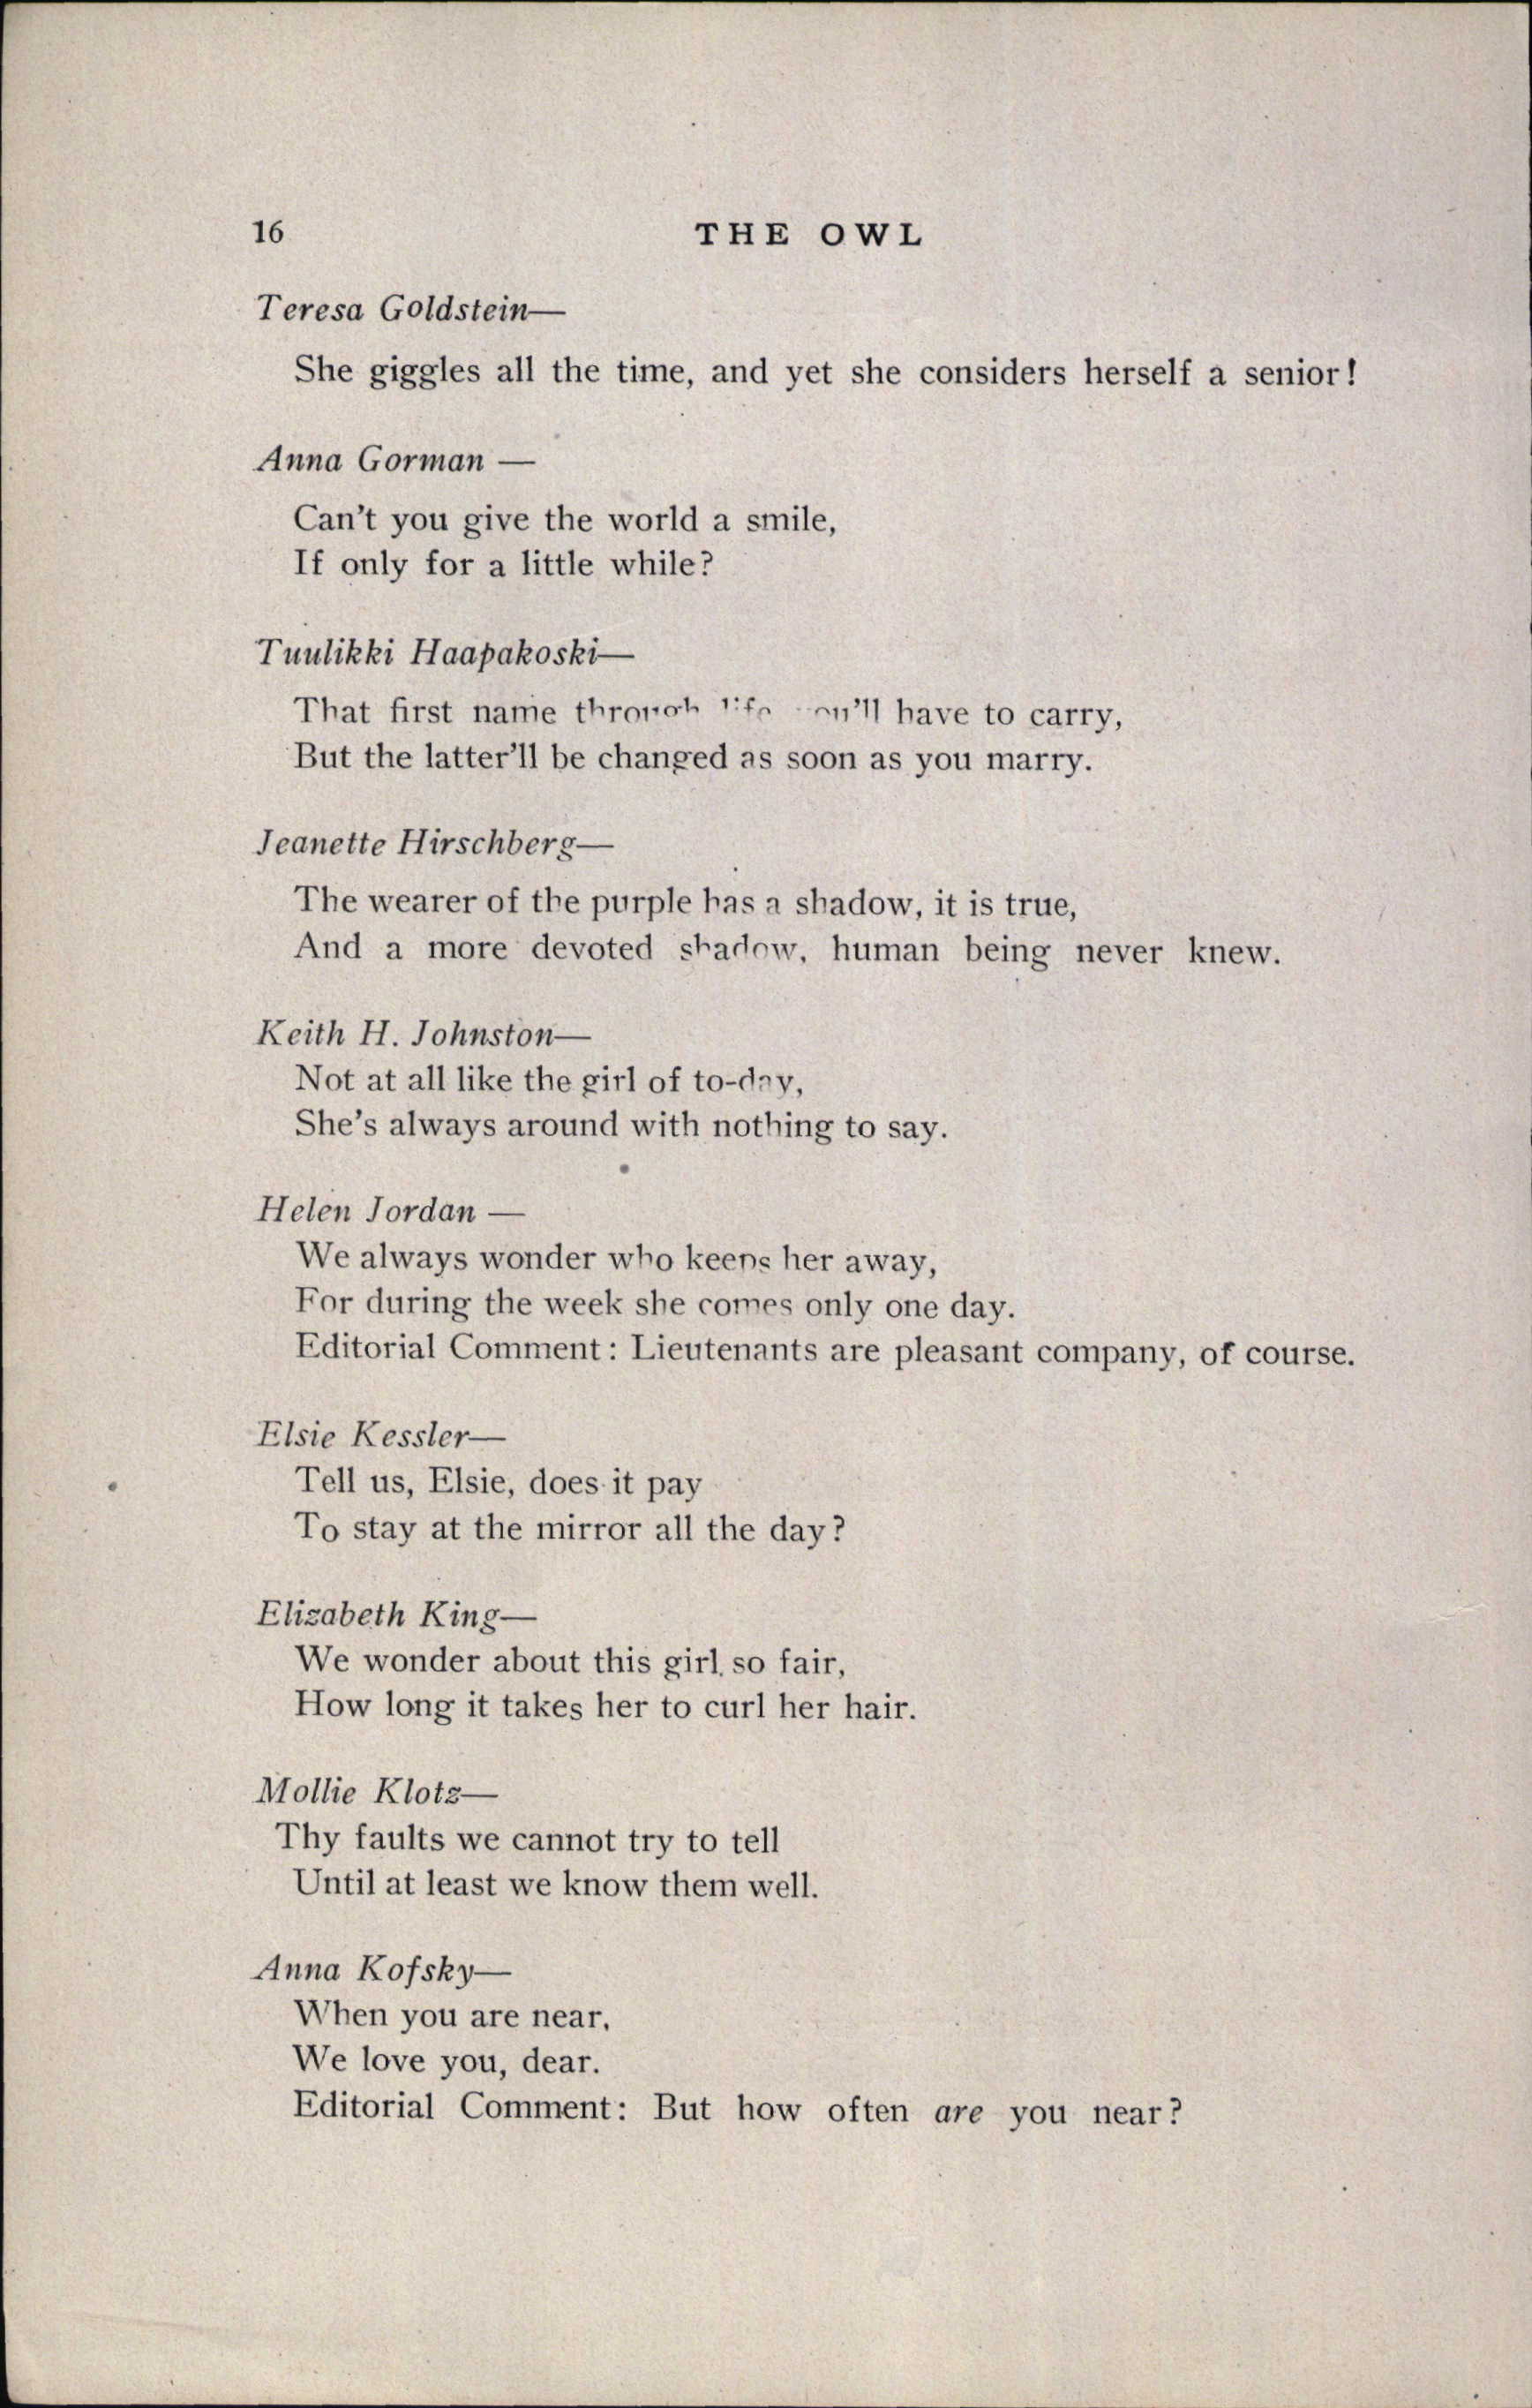 16 THE OWL
Teresa Goldstein—
She giggles all the time, and yet she considers herself a senior!
Anna Gorman —
Can't you give the world a smile,
If only for a little while?
Tuulikki Haapakoski—
That first name through life you'll have to carry,
But the latter'll be changed as soon as you marry.
Jeanette Hirschberg—
The wearer of the purple has a shadow, it is true,
And a more devoted shadow, human being never knew.
Keith H. Johnston—
Not at all like the girl of to-day,
She's always around with nothing to say.
Helen Jordan —
We always wonder who keeps her away,
For during the week she comes only one day.
Editorial Comment: Lieutenants are pleasant company, of course.
Elsie Kessler—
Tell us, Elsie, does it pay
To stay at the mirror all the day?
Elizabeth King—
We wonder about this girl so fair,
How long it takes her to curl her hair.
Mollie Klotz—
Thy faults we cannot try to tell
Until at least we know them well.
Anna Kofsky—
When you are near,
We love you, dear.
Editorial Comment: But how often are you near?